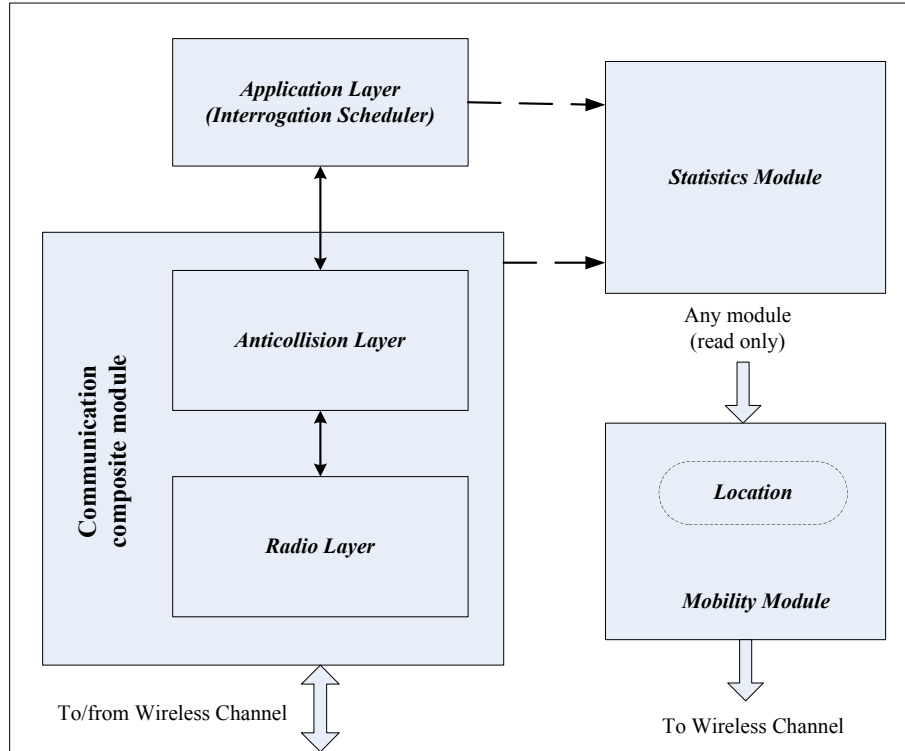 Application Layer
(Interrogation Scheduler)
Statistics Module
Communication
composite module
Anticollision Layer
Radio Layer
Any module
(read only)
Location
Mobility Module
To/from Wireless Channel
To Wireless Channel